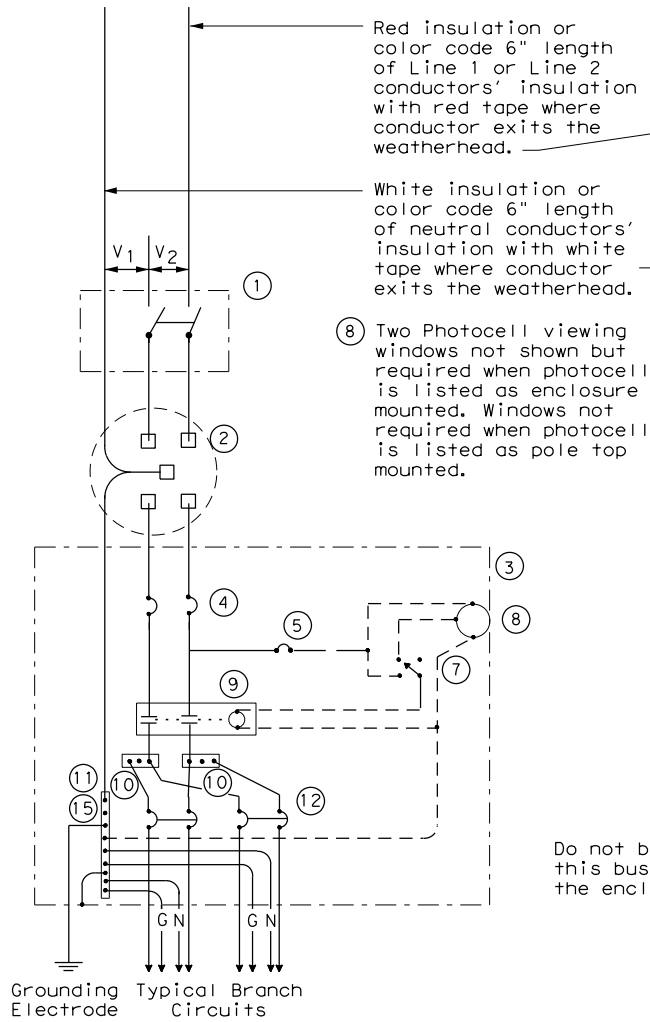 Red insulation or
color code 6" length
of Line 1 or Line 2
conductors' insulation
with red tape where
conductor exits the
weatherhead.
White insulation or
color code 6" length
of neutral conductors'
insulation with white
tape where conductor
exits the weatherhead.
V1 V2
1
8 Two Photocell viewing
windows not shown but
required when photocell
is listed as enclosure
mounted. Windows not
required when photocell
is listed as pole top
mounted.
2
3
4
5
8
7
9
11 10 10
15 12
Do not b
this bus
the encl
G N G N
Grounding
Electrode
Typical Branch
Circuits